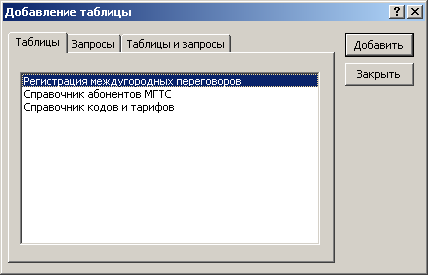 Добавление таблицы
Таблицы Запросы Таблицы и запросы
Добавить
Закрыть
Регистрация междугородных переговоров
Справочник абонентов МГТС
Справочник кодов и тарифов